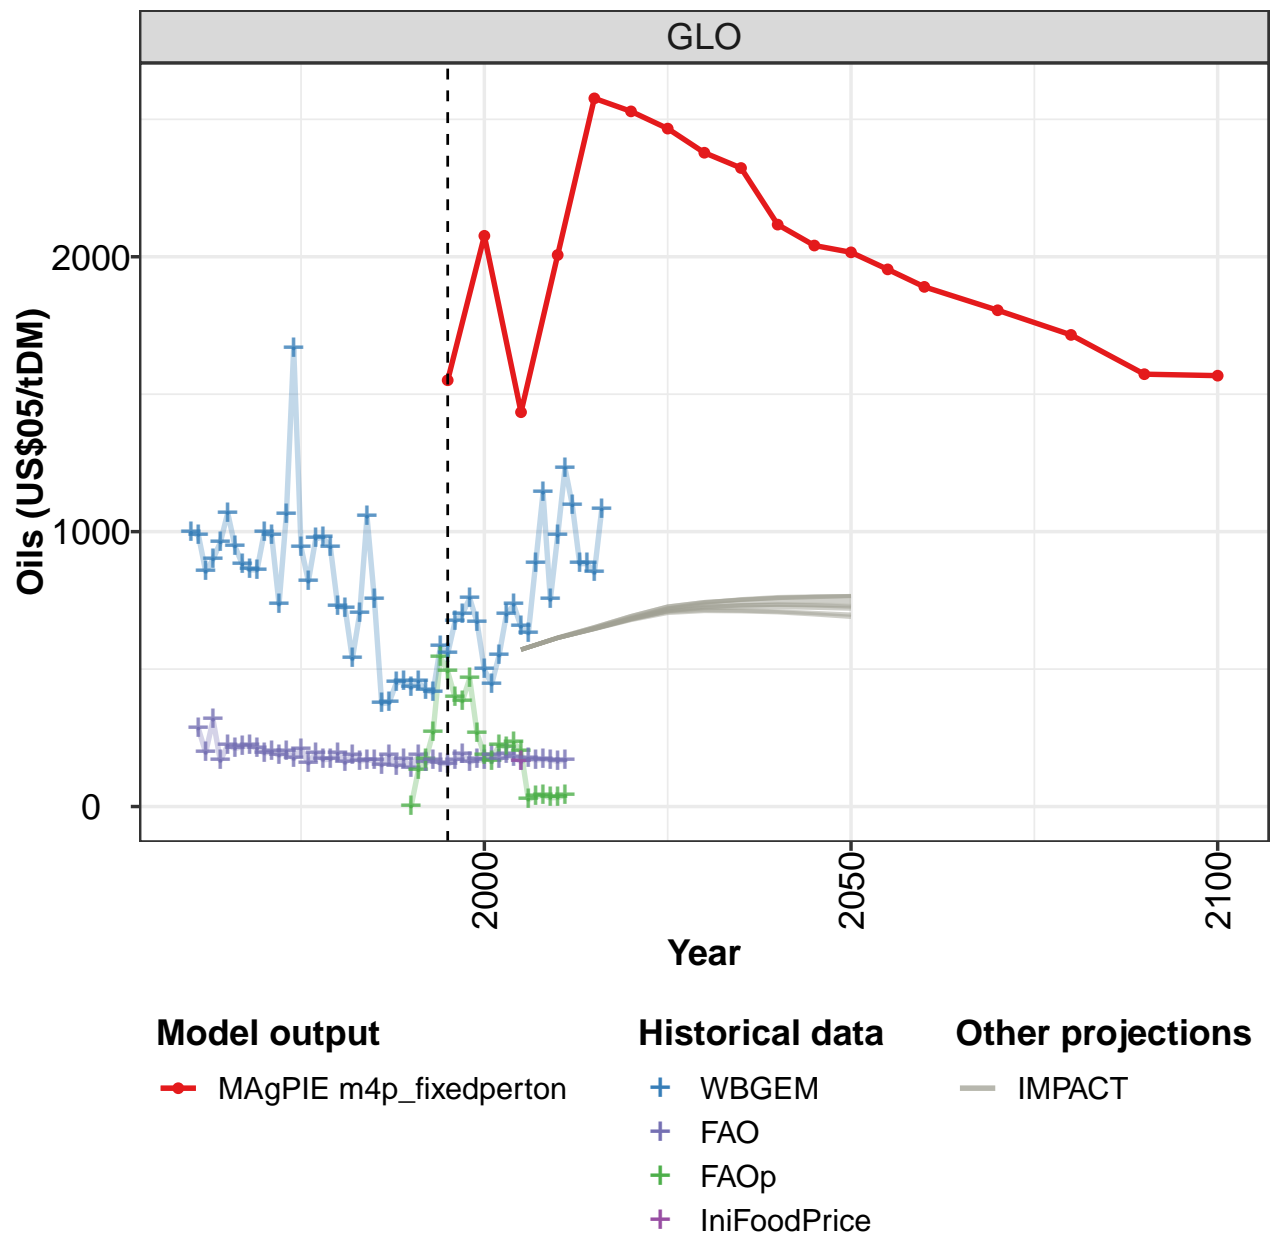 GLO
Oils (US$05/tDM)
2000
1000
0
2000
2050
2100
Year
Model output
MAgPIE m4p_fixedperton
Historical data
WBGEM
FAO
FAOp
IniFoodPrice
Other projections
IMPACT